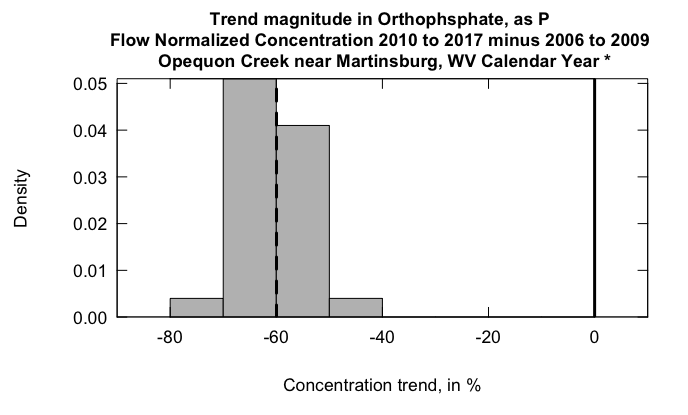 Trend magnitude in Orthophsphate, as P
Flow Normalized Concentration 2010 to 2017 minus 2006 to 2009
Opequon Creek near Martinsburg, WV Calendar Year *
0.05
0.04
0.03
0.02
0.01
0.00
Density
-80 -60 -40 -20 0
Concentration trend, in %